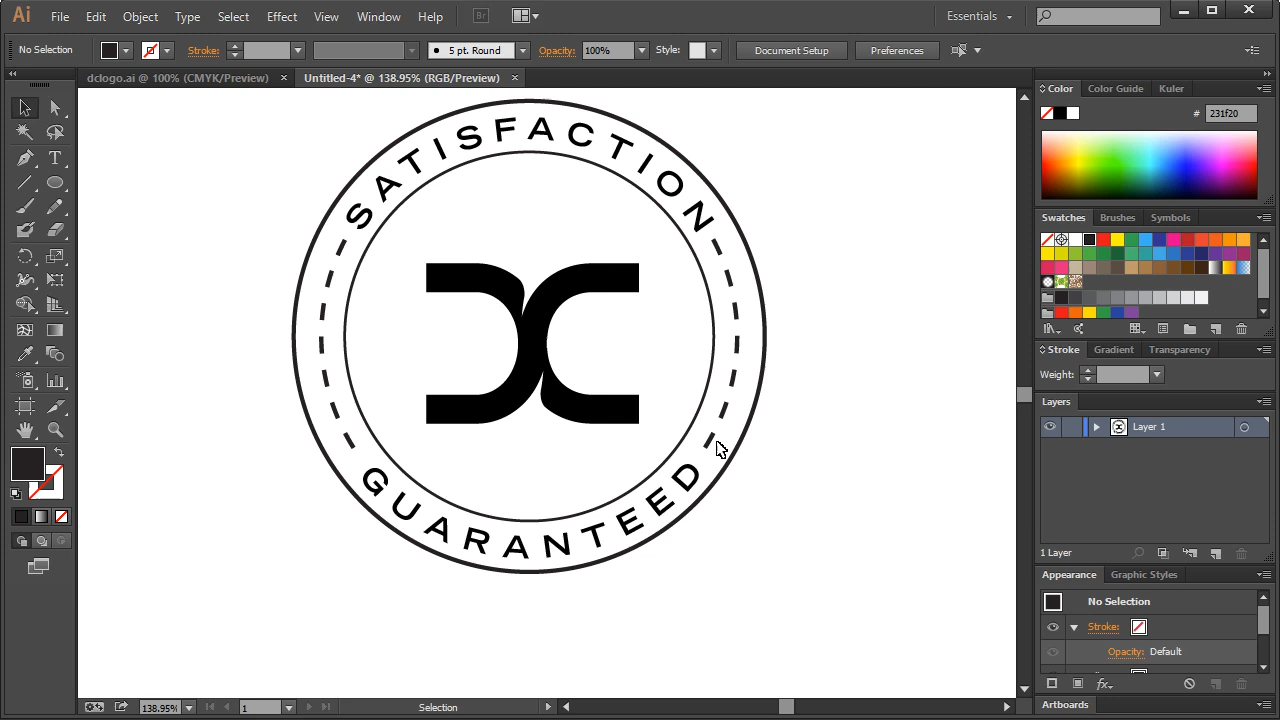 Ai File Edit Object Type Select Effect View Window Help Br Essentials
No Selection Stroke: 5 pt. Round Opacity: 100% Style: Document Setup Preferences
dclogo.ai @ 100% (CMYK/Preview) × Untitled-4* @ 138.95% (RGB/Preview) ×
SATISFACTION
GUARANTEED
Color Color Guide Kuler
# 231f20
Swatches Brushes Symbols
Stroke Gradient Transparency
Weight:
Layers
Layer 1
1 Layer
Appearance Graphic Styles
No Selection
Stroke:
Opacity: Default
Artboards
138.95% 1 Selection